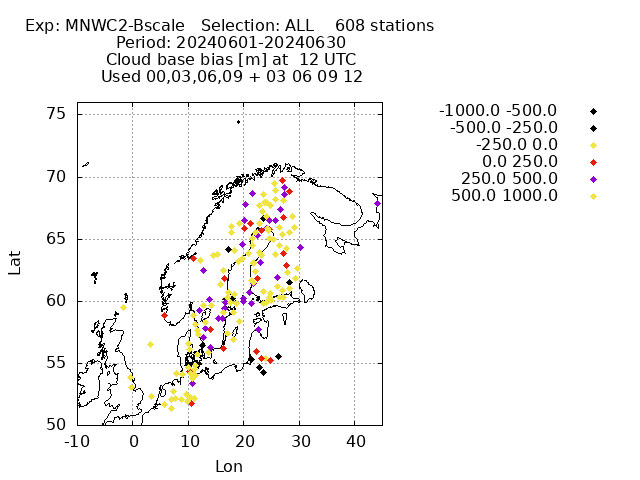 Exp: MNWC2-Bscale   Selection: ALL    608 stations
Period: 20240601-20240630
Cloud base bias [m] at  12 UTC
Used 00,03,06,09 + 03 06 09 12
-1000.0 -500.0
-500.0 -250.0
-250.0 0.0
0.0 250.0
250.0 500.0
500.0 1000.0
75
70
65
60
55
50
Lat
-10 0 10 20 30 40
Lon